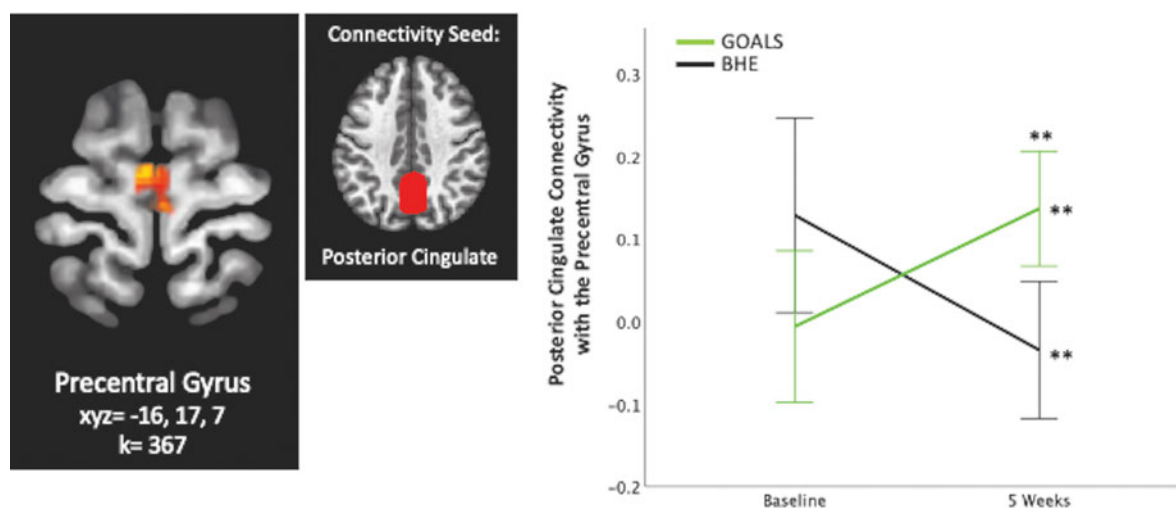 Precentral Gyrus
xyz= -16, 17, 7
k= 367
Connectivity Seed:
Posterior Cingulate
Posterior Cingulate Connectivity
with the Precentral Gyrus
GOALS
BHE
0.3
0.2
0.1
0.0
-0.1
-0.2
**
**
**
Baseline
5 Weeks